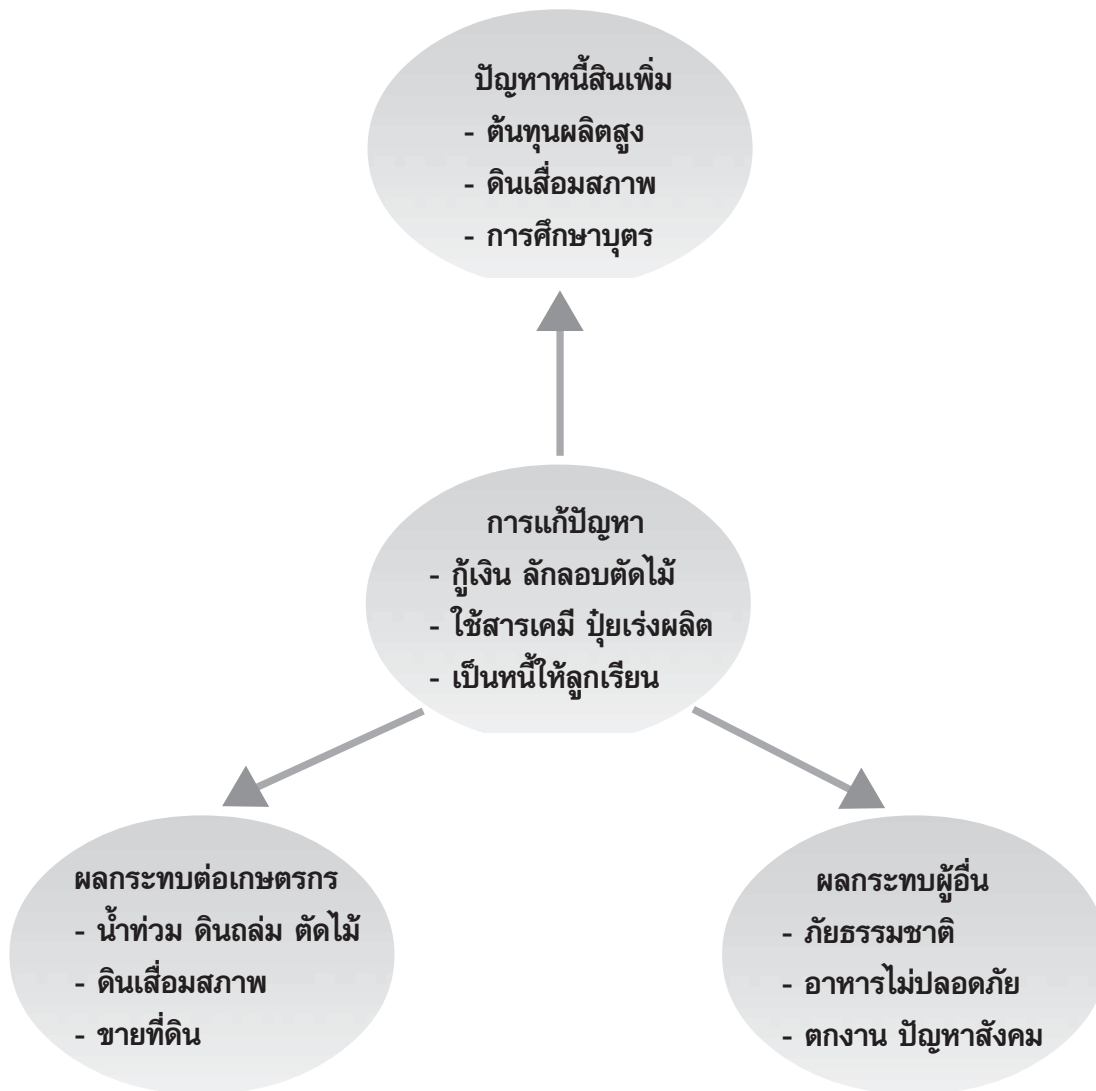 ปัญหาหนี้สินเพิ่ม
- ต้นทุนผลิตสูง
- ดินเสื่อมสภาพ
- การศึกษาบุตร
การแก้ปัญหา
- กู้เงิน ลักลอบตัดไม้
- ใช้สารเคมี ปุ๋ยเร่งผลิต
- เป็นหนี้ให้ลูกเรียน
ผลกระทบต่อเกษตรกร
- น้ำท่วม ดินถล่ม ตัดไม้
- ดินเสื่อมสภาพ
- ขายที่ดิน
ผลกระทบผู้อื่น
- ภัยธรรมชาติ
- อาหารไม่ปลอดภัย
- ตกงาน ปัญหาสังคม